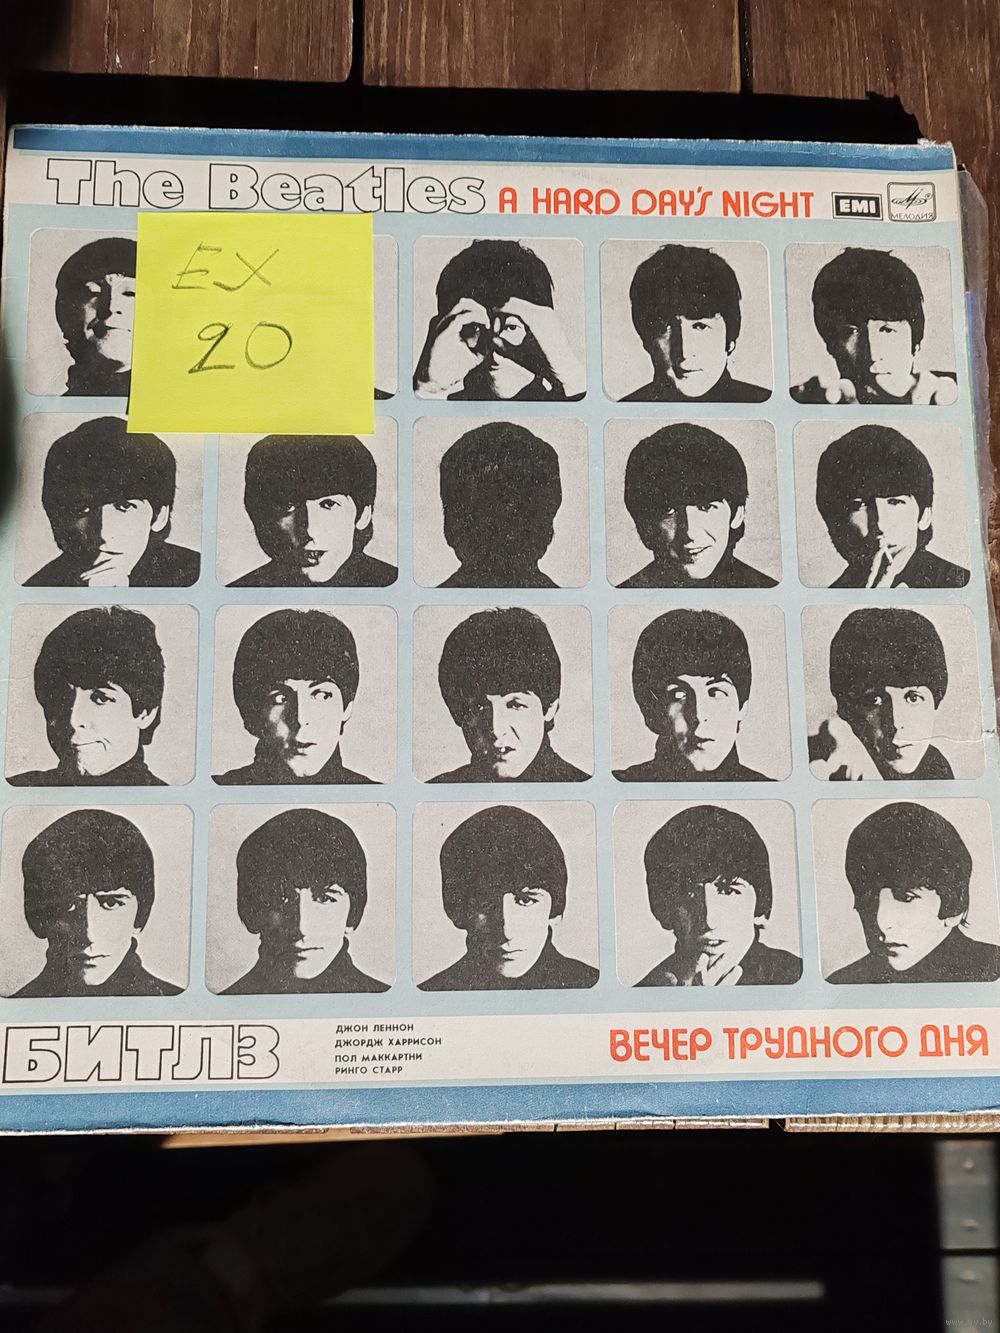 The Beatles A HARD DAY'S NIGHT EMI МЕЛОДИЯ
EX
20
БИТЛЗ
ДЖОН ЛЕННОН
ДЖОРДЖ ХАРРИСОН
ПОЛ МАККАРТНИ
РИНГО СТАРР
ВЕЧЕР ТРУДНОГО ДНЯ